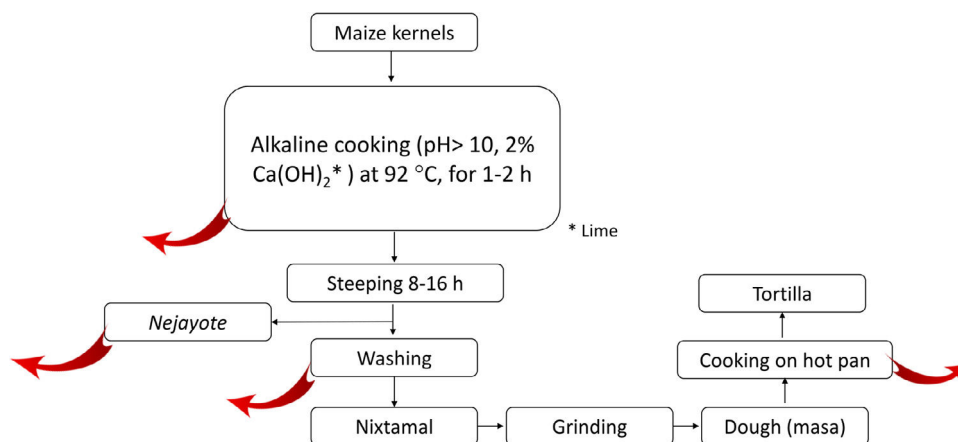 Maize kernels
Alkaline cooking (pH> 10, 2%
Ca(OH)₂* ) at 92 °C, for 1-2 h
* Lime
Steeping 8-16 h
Nejayote
Washing
Nixtamal
Grinding
Dough (masa)
Cooking on hot pan
Tortilla